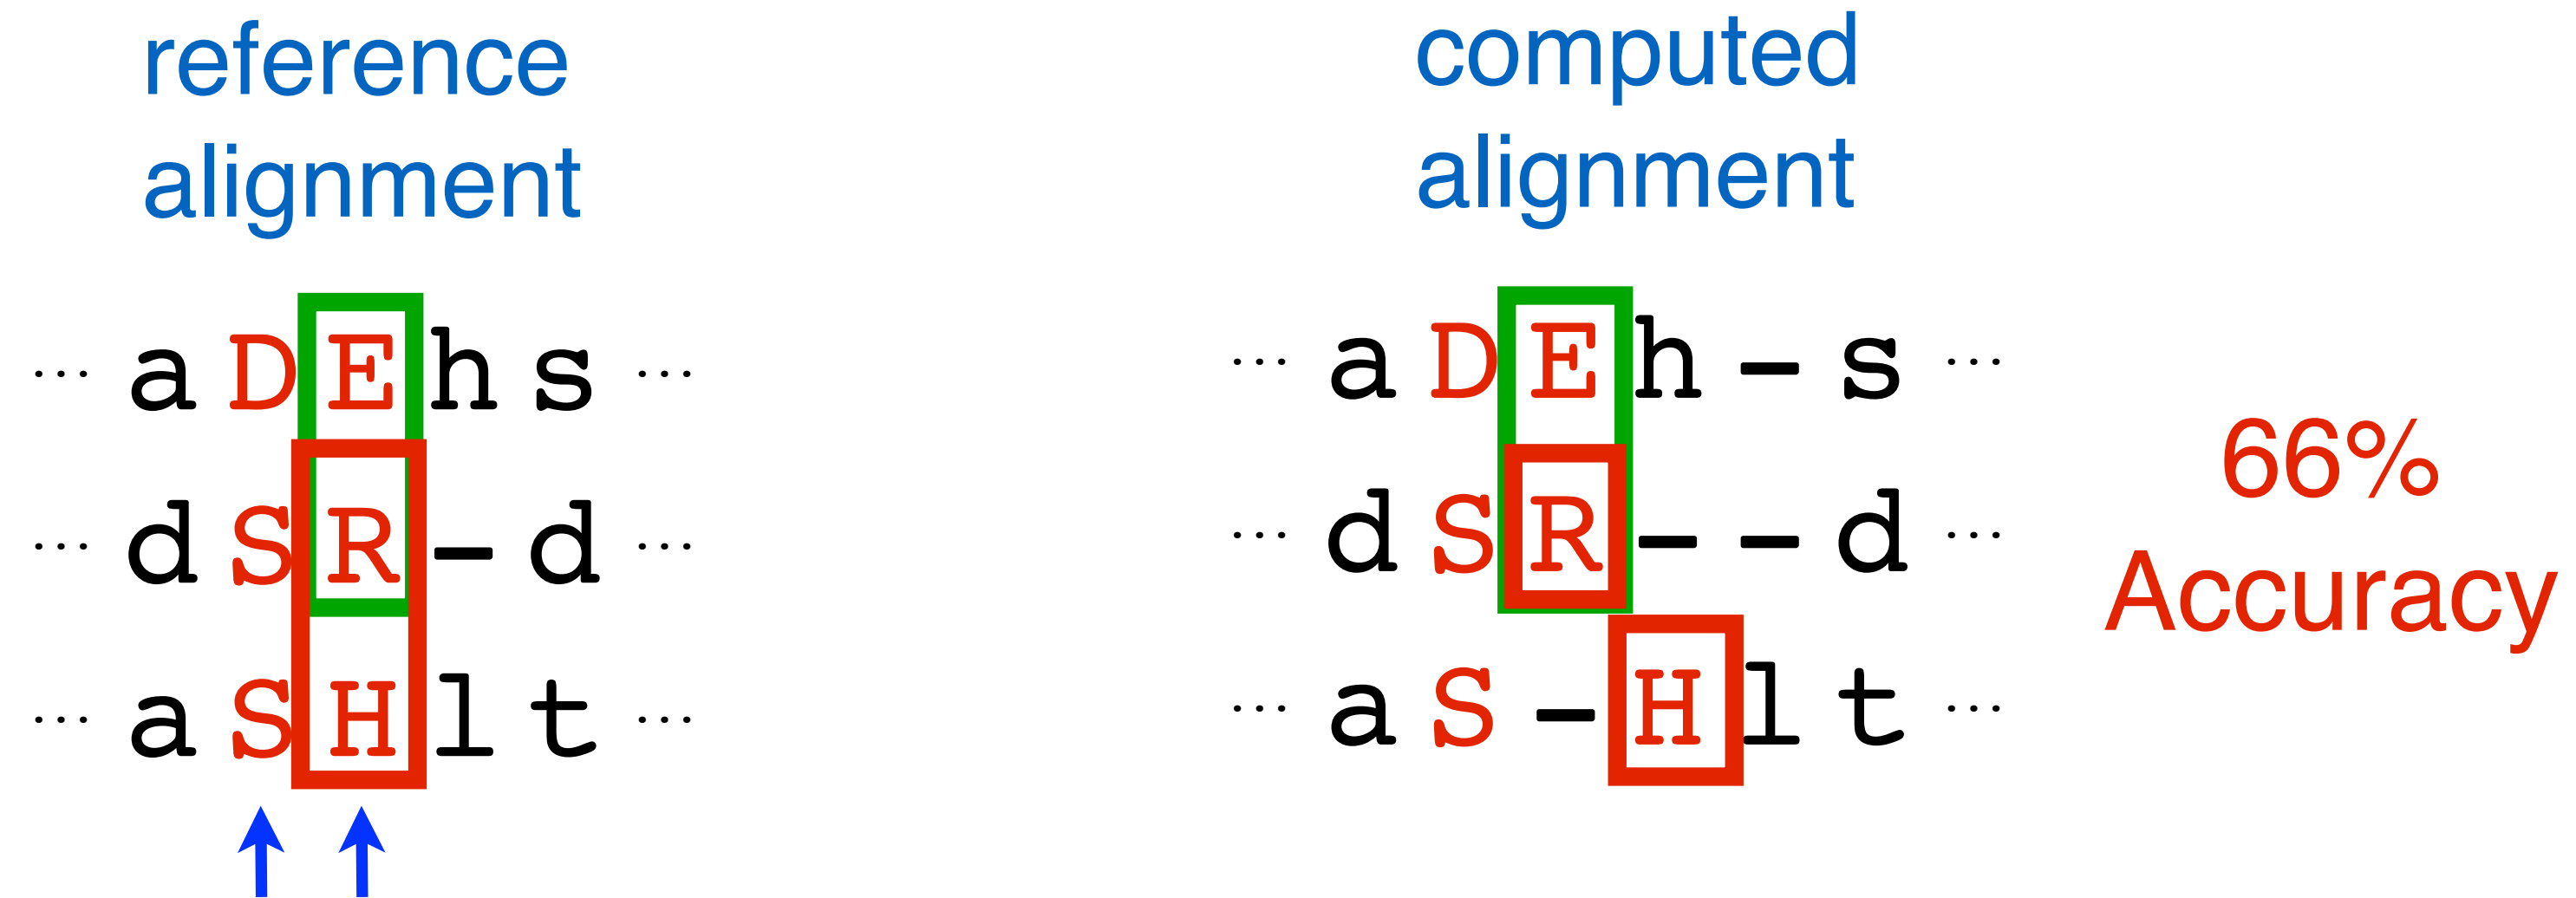 reference
alignment
... a D E h s ...
... d S R - d ...
... a S H l t ...
computed
alignment
... a D E h - s ...
... d S R - - d ...
... a S - H l t ...
66%
Accuracy